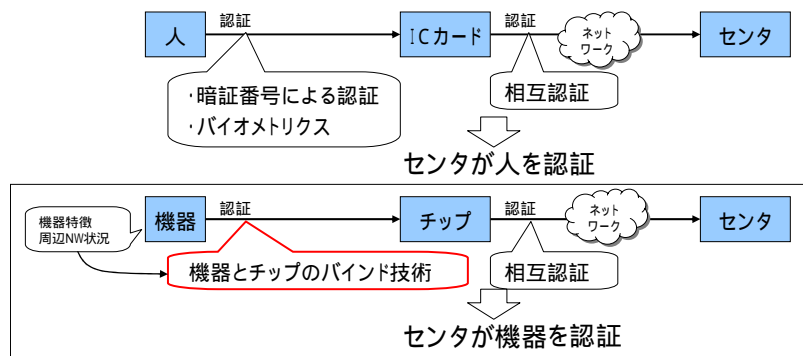 人
認証
ICカード
認証
ネット
ワーク
センタ
・暗証番号による認証
・バイオメトリクス
相互認証
センタが人を認証
機器特徴
周辺NW状況
機器
認証
チップ
認証
ネット
ワーク
センタ
機器とチップのバインド技術
相互認証
センタが機器を認証